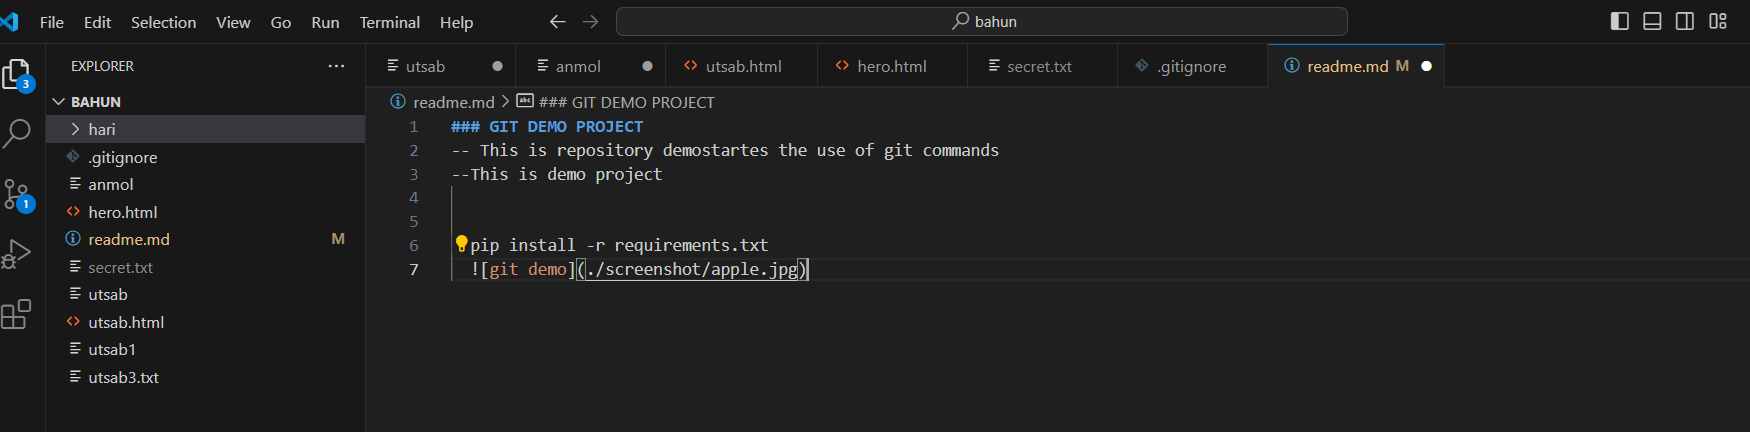 File Edit Selection View Go Run Terminal Help
bahun
EXPLORER
BAHUN
hari
.gitignore
anmol
hero.html
readme.md M
secret.txt
utsab
utsab.html
utsab1
utsab3.txt
3
1
utsab anmol utsab.html hero.html secret.txt .gitignore readme.md M
readme.md > abc ### GIT DEMO PROJECT
1 ### GIT DEMO PROJECT
2 -- This is repository demostartes the use of git commands
3 --This is demo project
4
5
6 pip install -r requirements.txt
7 ![git demo](./screenshot/apple.jpg)